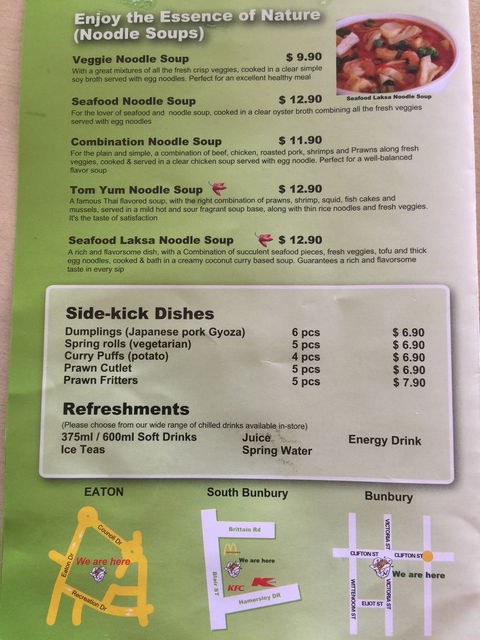 Enjoy the Essence of Nature
(Noodle Soups)
Veggie Noodle Soup $ 9.90
With a great mixtures of all the fresh crisp veggies, cooked in a clear simple
soy broth served with egg noodles. Perfect for an excellent healthy meal
Seafood Laksa Noodle Soup
Seafood Noodle Soup $ 12.90
For the lover of seafood and noodle soup, cooked in a clear oyster broth combining all the fresh veggies
served with egg noodles
Combination Noodle Soup $ 11.90
For the plain and simple, a combination of beef, chicken, roasted pork, shrimps and Prawns along fresh
veggies, cooked & served in a clear chicken soup served with egg noodle. Perfect for a well-balanced
flavor soup
Tom Yum Noodle Soup $ 12.90
A famous Thai flavored soup, with the right combination of prawns, shrimp, squid, fish cakes and
mussels, served in a mild hot and sour fragrant soup base, along with thin rice noodles and fresh veggies.
It's the taste of satisfaction
Seafood Laksa Noodle Soup $ 12.90
A rich and flavorsome dish, with a Combination of succulent seafood pieces, fresh veggies, tofu and thick
egg noodles, cooked & bath in a creamy coconut curry based soup. Guarantees a rich and flavorsome
taste in every sip
Side-kick Dishes
Dumplings (Japanese pork Gyoza) 6 pcs $ 6.90
Spring rolls (vegetarian) 5 pcs $ 6.90
Curry Puffs (potato) 4 pcs $ 6.90
Prawn Cutlet 5 pcs $ 6.90
Prawn Fritters 5 pcs $ 7.90
Refreshments
(Please choose from our wide range of chilled drinks available in-store)
375ml / 600ml Soft Drinks Juice Energy Drink
Ice Teas Spring Water
EATON South Bunbury Bunbury
Council Dr
We are here
Eaton Dr
Recreation Dr
Brittain Rd
We are here
Blair ST
KFC
Hamersley DR
VICTORIA ST
CLIFTON ST CLIFTON ST
We are here
WITTENOOM ST
ELIOT ST
VICTORIA ST